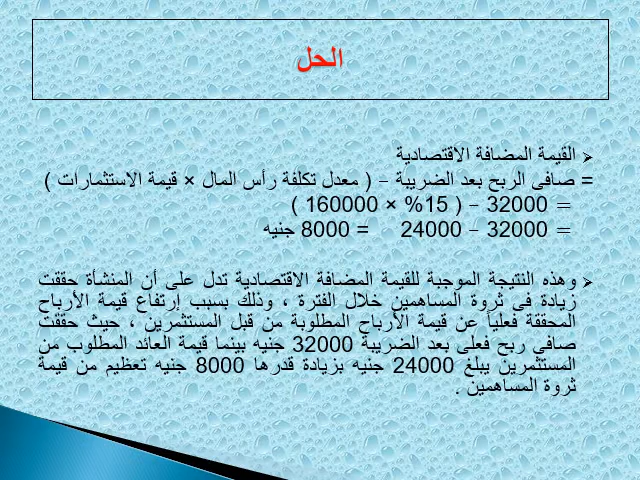 الحل
القيمة المضافة الاقتصادية
= صافى الربح بعد الضريبة – ( معدل تكلفة رأس المال × قيمة الاستثمارات )
= 32000 – ( 15% × 160000 )
= 32000 – 24000 = 8000 جنيه
وهذه النتيجة الموجبة للقيمة المضافة الاقتصادية تدل على أن المنشأة حققت
زيادة فى ثروة المساهمين خلال الفترة ، وذلك بسبب إرتفاع قيمة الأرباح
المحققة فعلياً عن قيمة الأرباح المطلوبة من قبل المستثمرين ، حيث حققت
صافي ربح فعلى بعد الضريبة 32000 جنيه بينما قيمة العائد المطلوب من
المستثمرين يبلغ 24000 جنيه بزيادة قدرها 8000 جنيه تعظيم من قيمة
ثروة المساهمين .